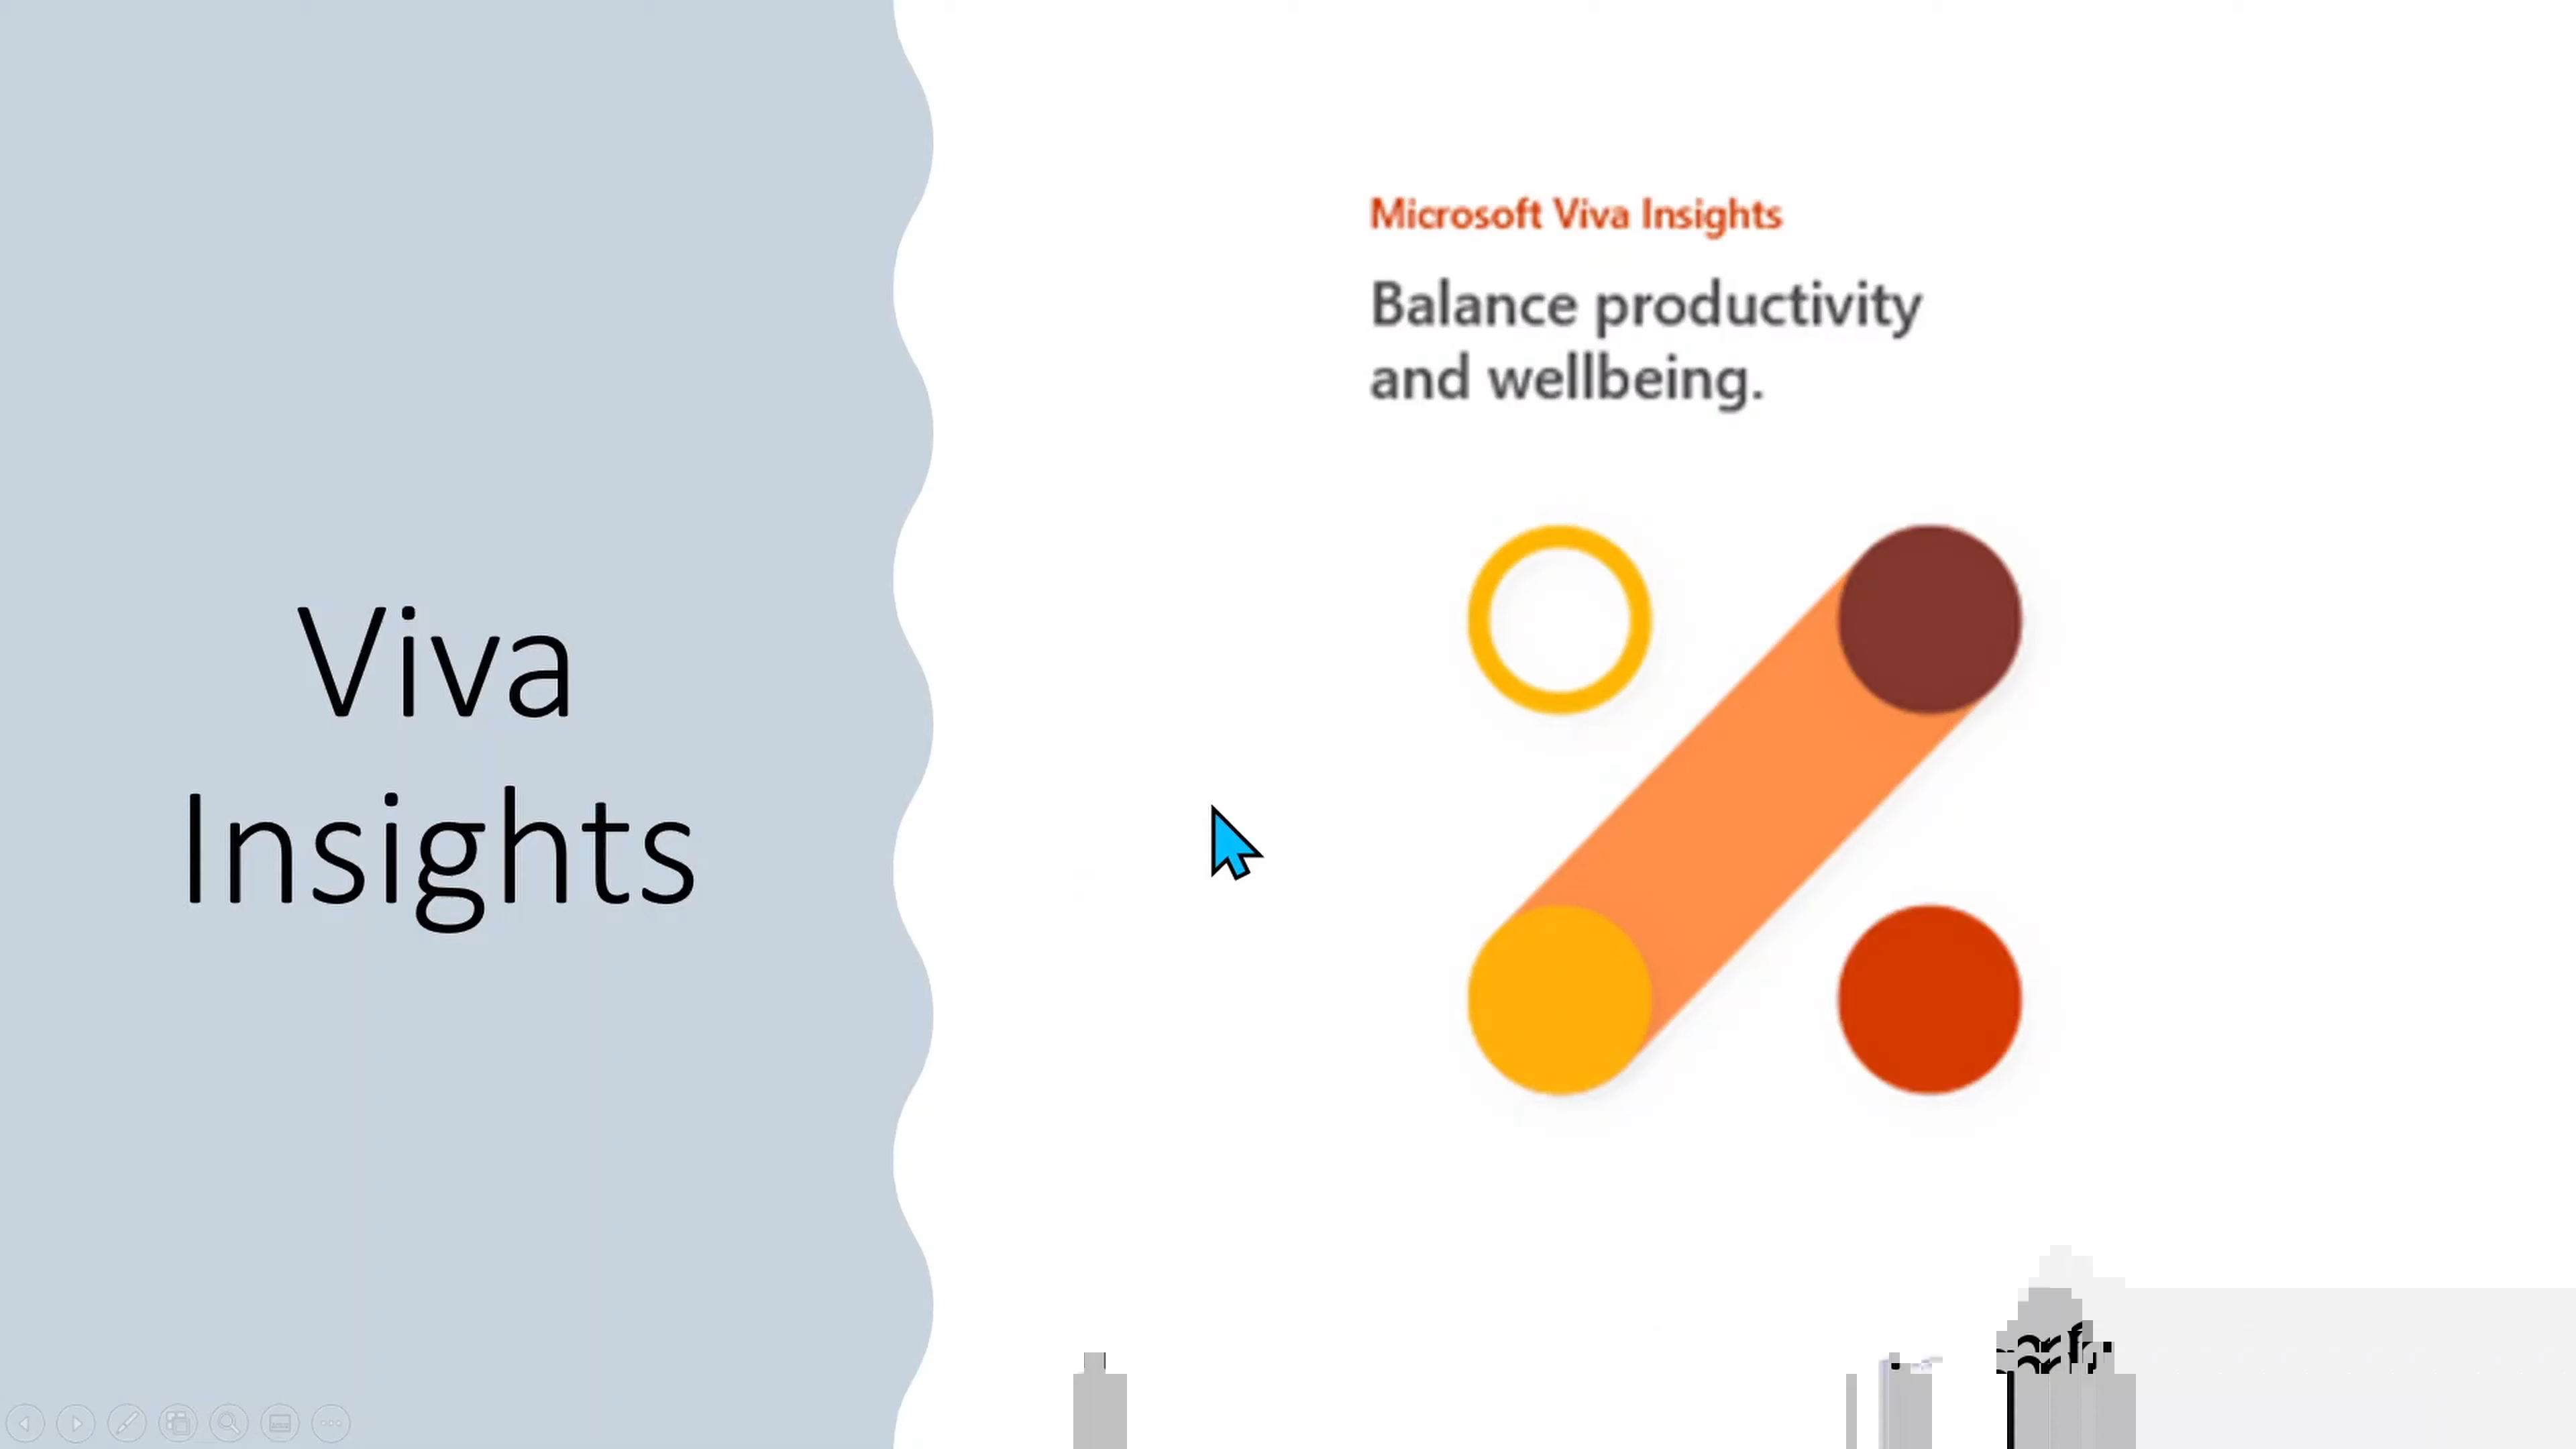 Viva
Insights
Microsoft Viva Insights
Balance productivity
and wellbeing.